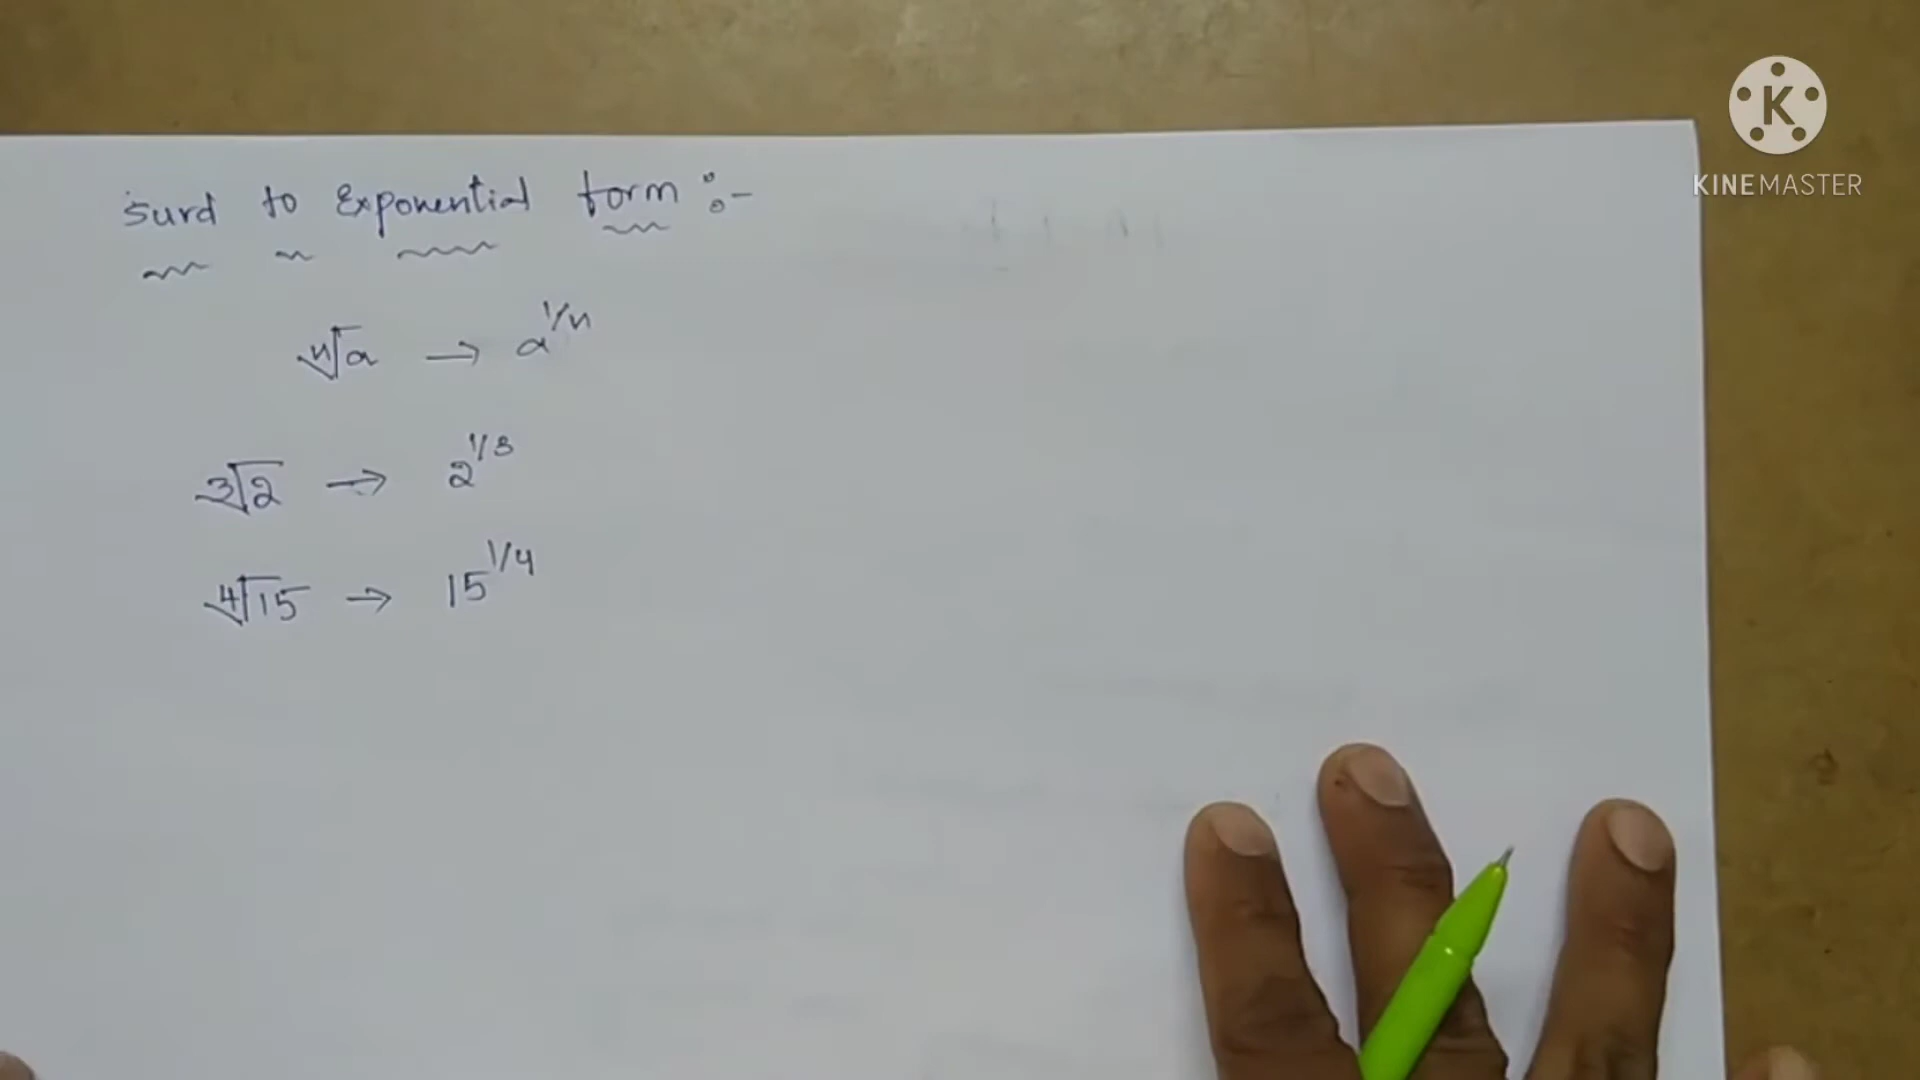 Surd to Exponential form :-
ⁿ√a → a^1/n
³√2 → 2^1/3
⁴√15 → 15^1/4
K
KINEMASTER